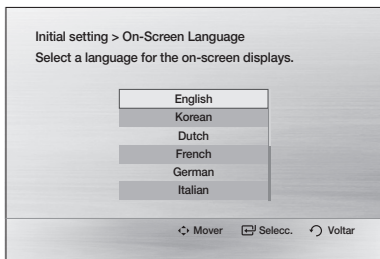 Initial setting > On-Screen Language
Select a language for the on-screen displays.
English
Korean
Dutch
French
German
Italian
Mover Selecc. Voltar